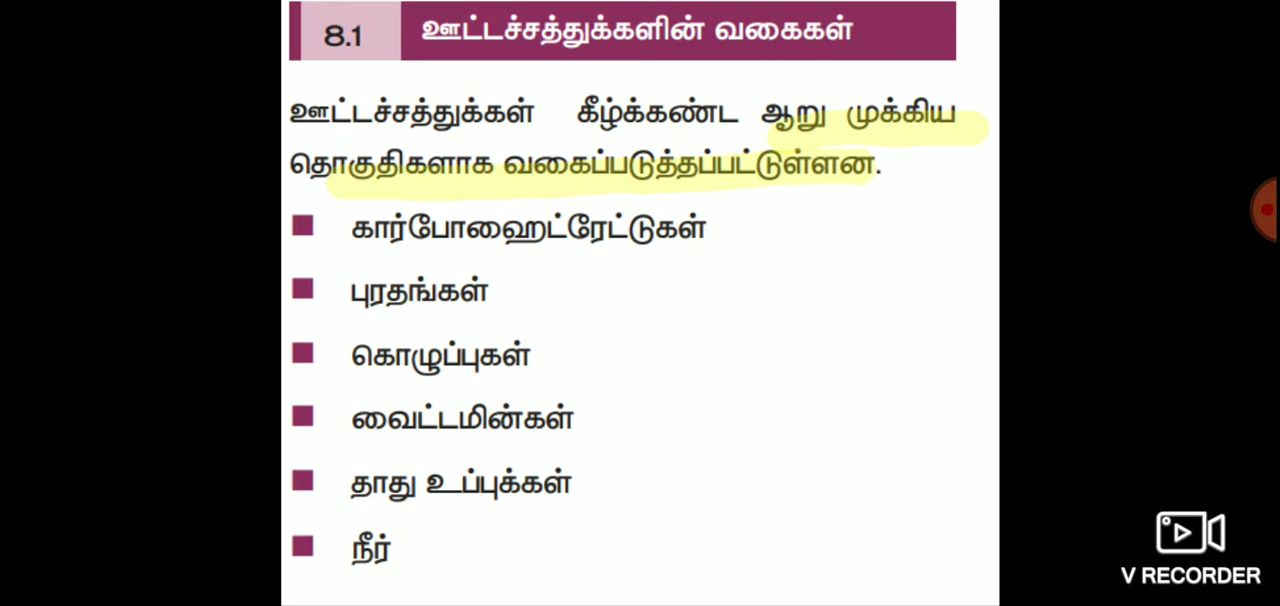 8.1 ஊட்டச்சத்துக்களின் வகைகள்
ஊட்டச்சத்துக்கள் கீழ்க்கண்ட ஆறு முக்கிய
தொகுதிகளாக வகைப்படுத்தப்பட்டுள்ளன.
■ கார்போஹைட்ரேட்டுகள்
■ புரதங்கள்
■ கொழுப்புகள்
■ வைட்டமின்கள்
■ தாது உப்புக்கள்
■ நீர்
V RECORDER